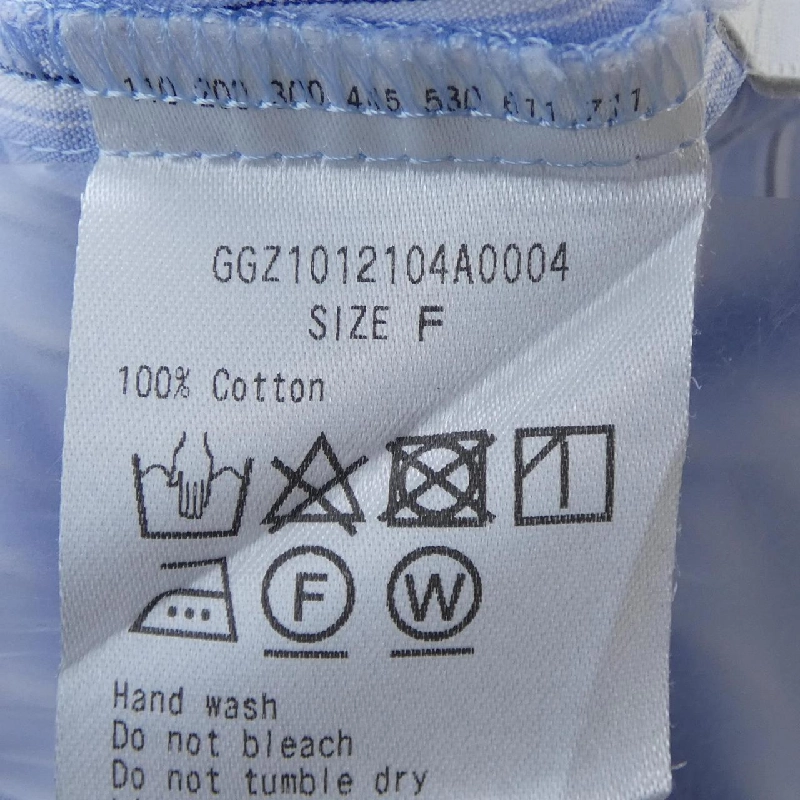 110 200 300 445 530 611 711
GGZ1012104A0004
SIZE F
100% Cotton
F W
Hand wash
Do not bleach
Do not tumble dry